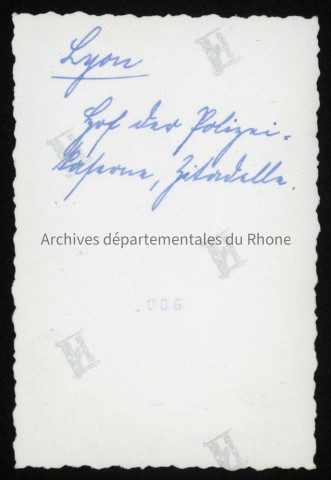 Lyon
Hof der Polizei-
kaserne, Zitadelle.
Archives départementales du Rhone
006